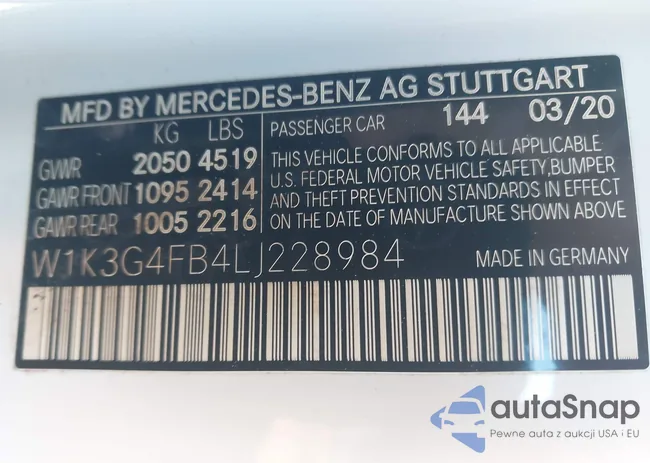 MFD BY MERCEDES-BENZ AG STUTTGART
KG LBS
GVWR 2050 4519
GAWR FRONT 1095 2414
GAWR REAR 1005 2216
PASSENGER CAR 144 03/20
THIS VEHICLE CONFORMS TO ALL APPLICABLE
U.S. FEDERAL MOTOR VEHICLE SAFETY,BUMPER
AND THEFT PREVENTION STANDARDS IN EFFECT
ON THE DATE OF MANUFACTURE SHOWN ABOVE
W1K3G4FB4LJ228984
MADE IN GERMANY
autaSnap
Pewne auta z aukcji USA i EU